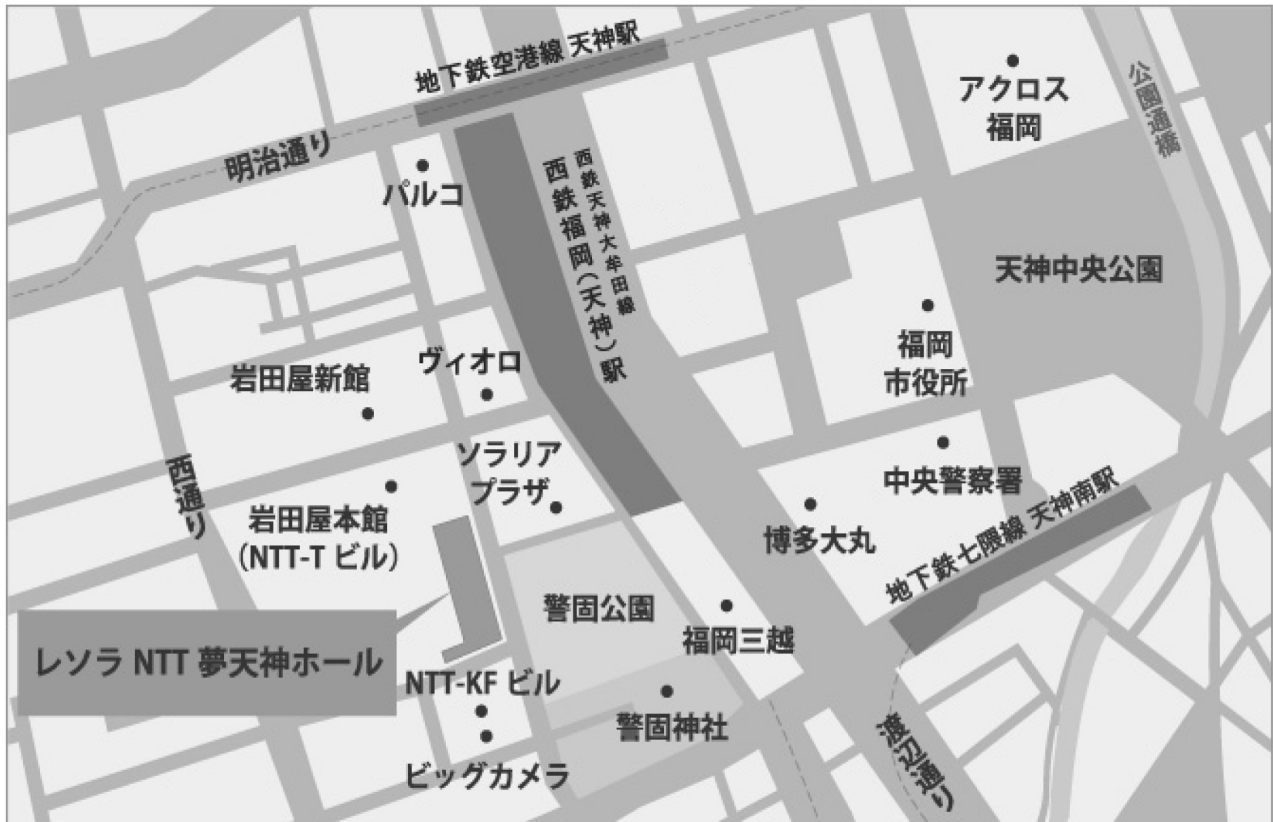 地下鉄空港線 天神駅
アクロス
福岡
公園通橋
明治通り
パルコ
西鉄福岡(天神)駅
西鉄天神大牟田線
天神中央公園
福岡
市役所
ヴィオロ
岩田屋新館
ソラリア
プラザ
中央警察署
西通り
岩田屋本館
(NTT-T ビル)
博多大丸
地下鉄七隈線 天神南駅
警固公園
福岡三越
レソラ NTT 夢天神ホール
NTT-KF ビル
警固神社
渡辺通り
ビッグカメラ